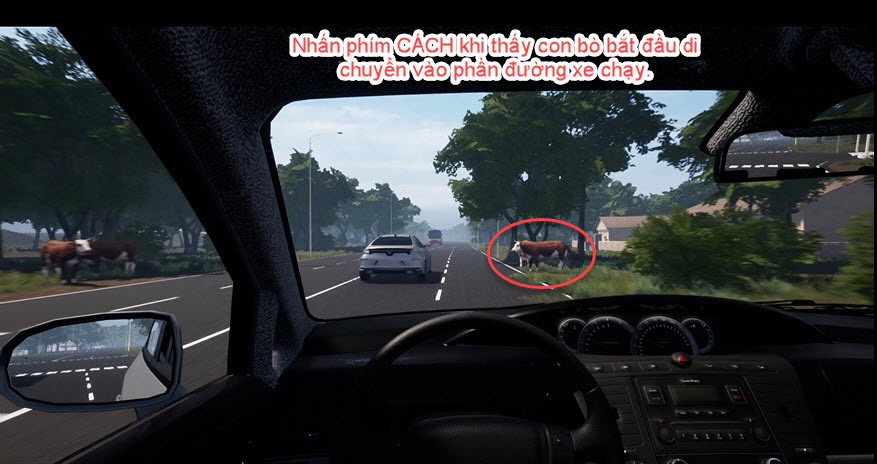 Nhấn phím CÁCH khi thấy con bò bắt đầu di
chuyển vào phần đường xe chạy.